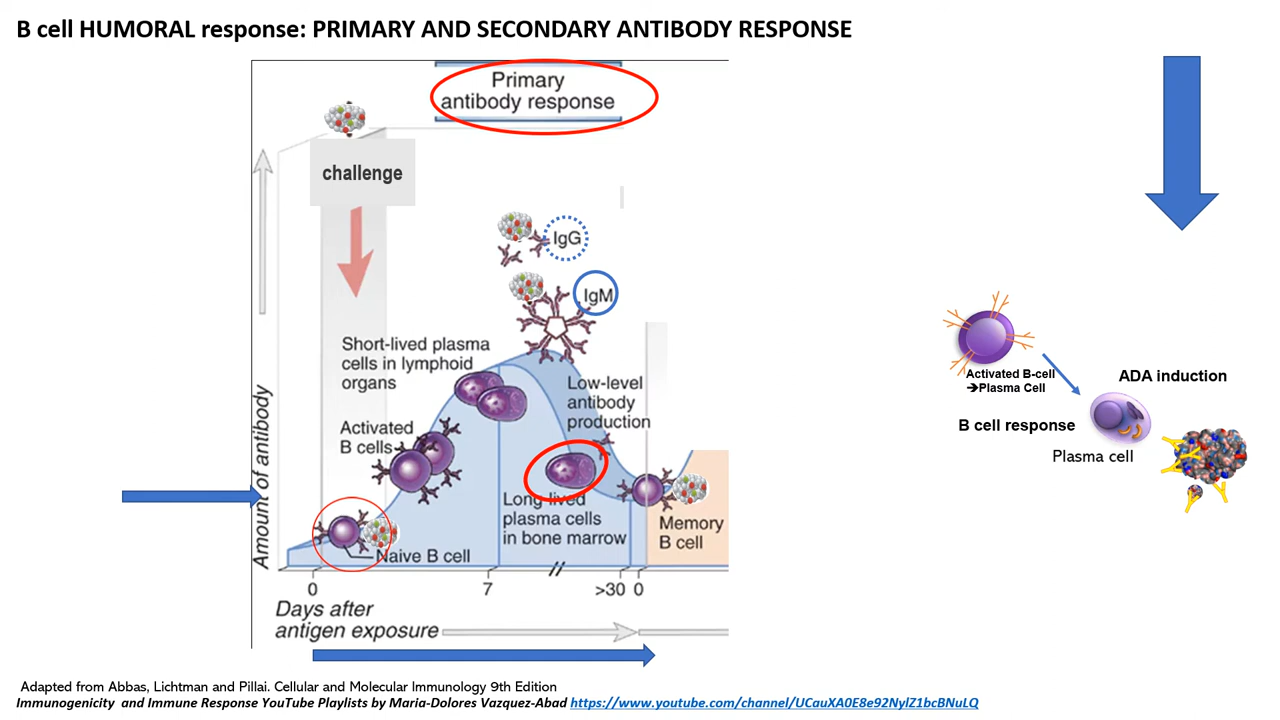 B cell HUMORAL response: PRIMARY AND SECONDARY ANTIBODY RESPONSE
Primary
antibody response
challenge
IgG
IgM
Short-lived plasma
cells in lymphoid
organs
Low-level
antibody
production
Activated
B cells
Long-lived
plasma cells
in bone marrow
Memory
B cell
Naive B cell
Amount of antibody
0
7
>30
0
Days after
antigen exposure
Activated B-cell
➔Plasma Cell
ADA induction
B cell response
Plasma cell
Adapted from Abbas, Lichtman and Pillai. Cellular and Molecular Immunology 9th Edition
Immunogenicity and Immune Response YouTube Playlists by Maria-Dolores Vazquez-Abad https://www.youtube.com/channel/UCauXA0E8e92NylZ1bcBNuLQ